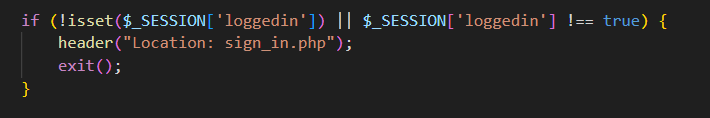 if (!isset($_SESSION['loggedin']) || $_SESSION['loggedin'] !== true) {
    header("Location: sign_in.php");
    exit();
}